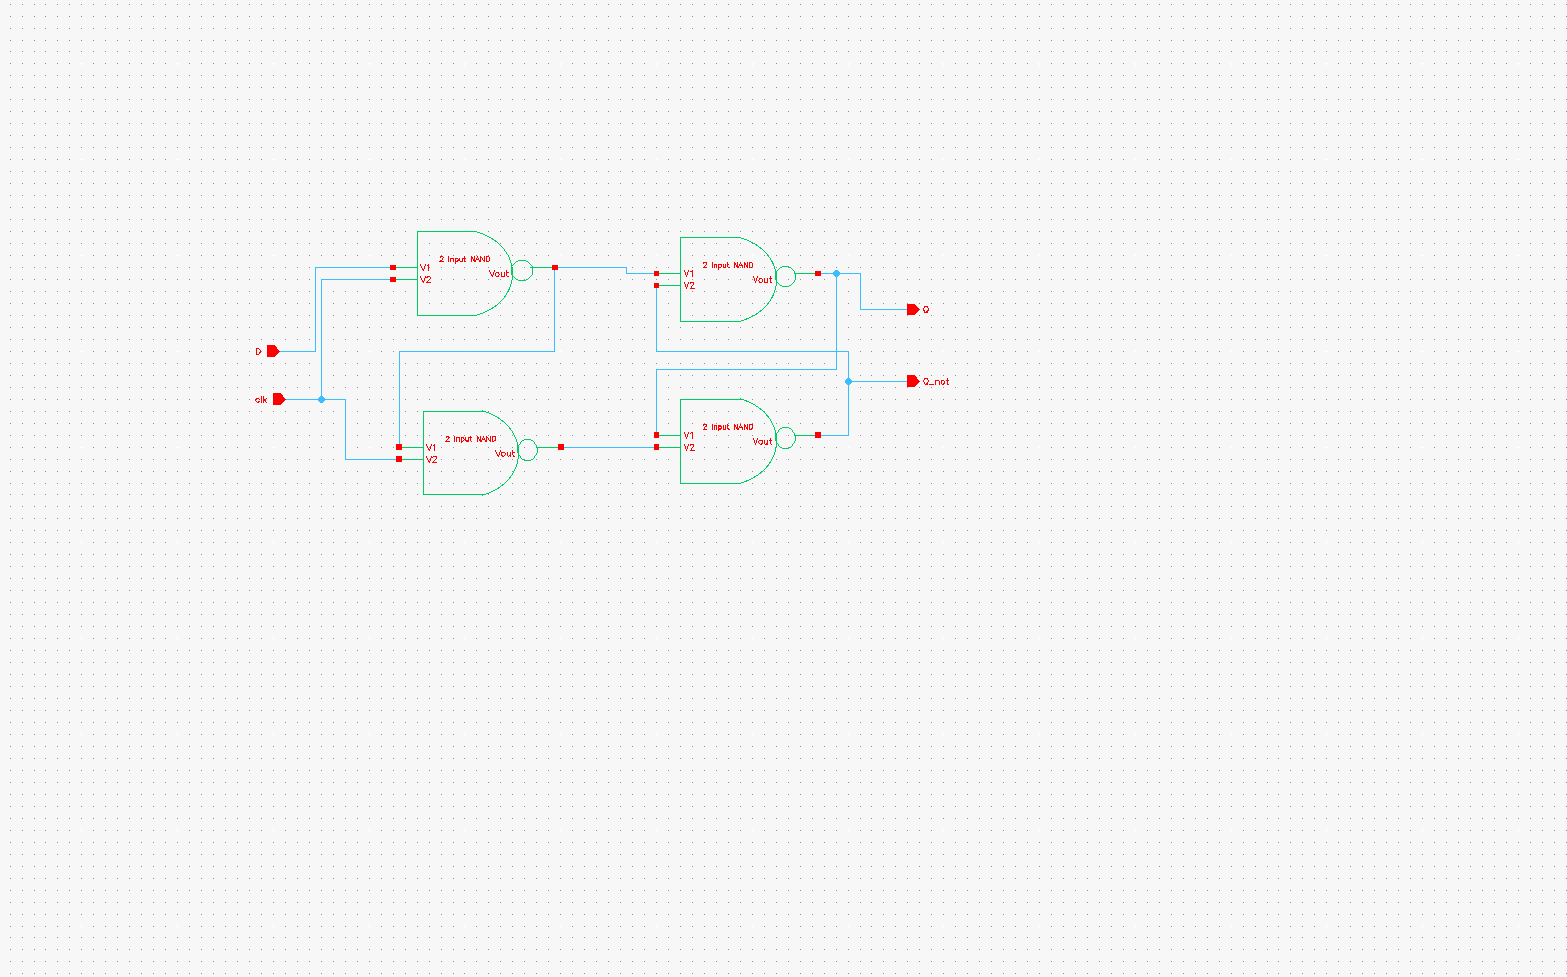 2 Input NAND
V1
V2
Vout
2 Input NAND
V1
V2
Vout
Q
D
Q_not
clk
2 Input NAND
V1
V2
Vout
2 Input NAND
V1
V2
Vout